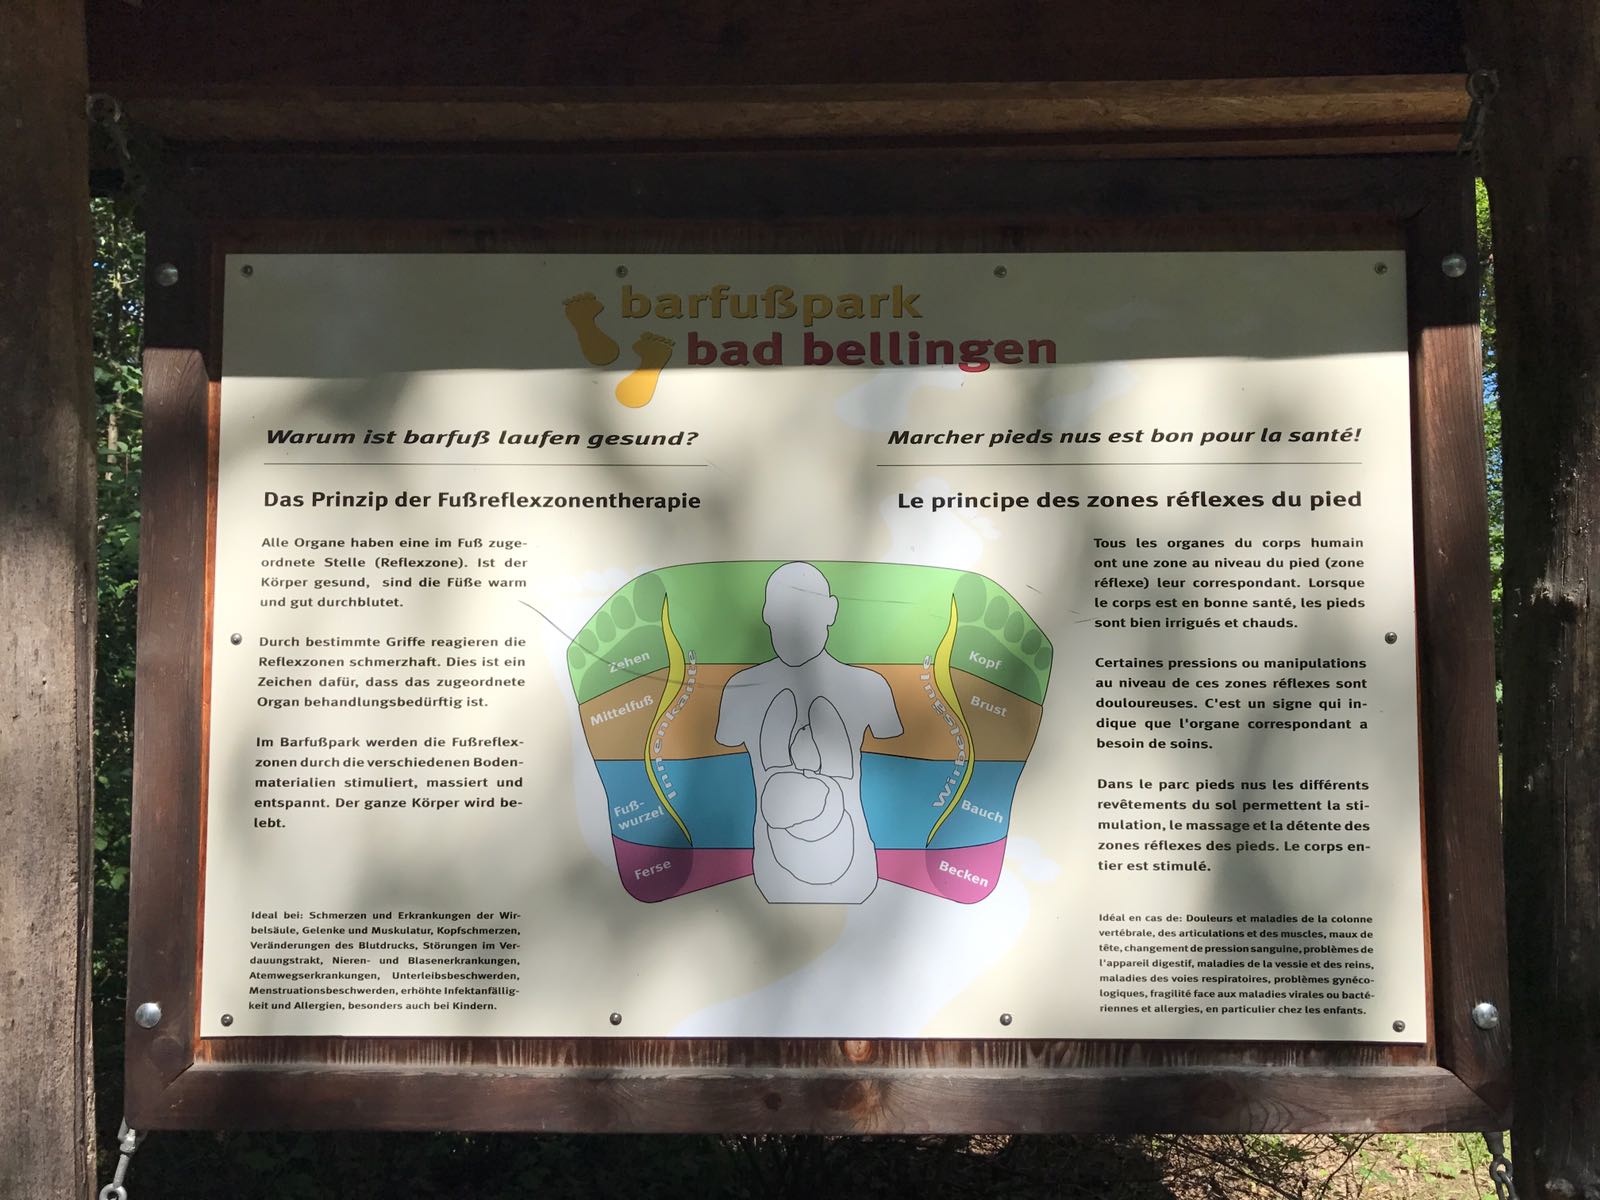 barfußpark
bad bellingen
Warum ist barfuß laufen gesund?
Das Prinzip der Fußreflexzonentherapie
Alle Organe haben eine im Fuß zuge-
ordnete Stelle (Reflexzone). Ist der
Körper gesund, sind die Füße warm
und gut durchblutet.
Durch bestimmte Griffe reagieren die
Reflexzonen schmerzhaft. Dies ist ein
Zeichen dafür, dass das zugeordnete
Organ behandlungsbedürftig ist.
Im Barfußpark werden die Fußreflex-
zonen durch die verschiedenen Boden-
materialien stimuliert, massiert und
entspannt. Der ganze Körper wird be-
lebt.
Ideal bei: Schmerzen und Erkrankungen der Wir-
belsäule, Gelenke und Muskulatur, Kopfschmerzen,
Veränderungen des Blutdrucks, Störungen im Ver-
dauungstrakt, Nieren- und Blasenerkrankungen,
Atemwegserkrankungen, Unterleibsbeschwerden,
Menstruationsbeschwerden, erhöhte Infektanfällig-
keit und Allergien, besonders auch bei Kindern.
Zehen
Mittelfuß
Fuß-
wurzel
Ferse
Innenkante
Wirbelsäule
Kopf
Brust
Bauch
Becken
Marcher pieds nus est bon pour la santé!
Le principe des zones réflexes du pied
Tous les organes du corps humain
ont une zone au niveau du pied (zone
réflexe) leur correspondant. Lorsque
le corps est en bonne santé, les pieds
sont bien irrigués et chauds.
Certaines pressions ou manipulations
au niveau de ces zones réflexes sont
douloureuses. C'est un signe qui in-
dique que l'organe correspondant a
besoin de soins.
Dans le parc pieds nus les différents
revêtements du sol permettent la sti-
mulation, le massage et la détente des
zones réflexes des pieds. Le corps en-
tier est stimulé.
Idéal en cas de: Douleurs et maladies de la colonne
vertébrale, des articulations et des muscles, maux de
tête, changement de pression sanguine, problèmes de
l'appareil digestif, maladies de la vessie et des reins,
maladies des voies respiratoires, problèmes gynéco-
logiques, fragilité face aux maladies virales ou bacté-
riennes et allergies, en particulier chez les enfants.